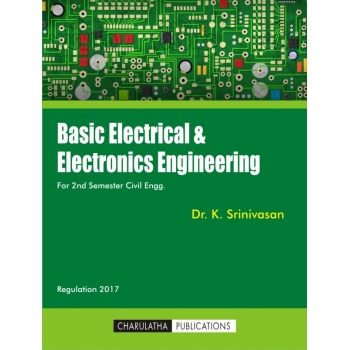 Basic Electrical &
Electronics Engineering
For 2nd Semester Civil Engg.
Dr. K. Srinivasan
Regulation 2017
CHARULATHA PUBLICATIONS